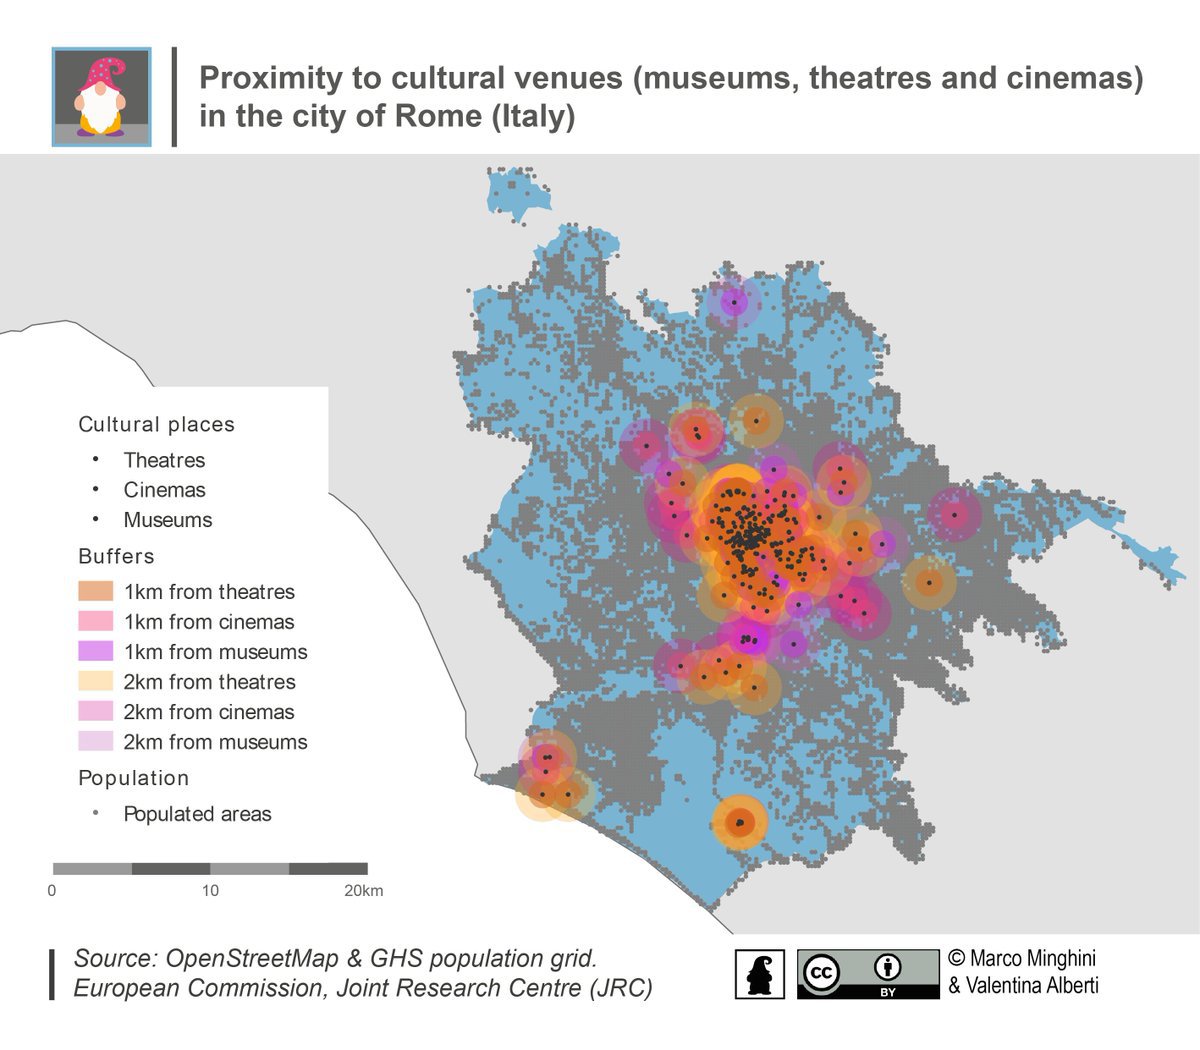 Proximity to cultural venues (museums, theatres and cinemas)
in the city of Rome (Italy)
Cultural places
Theatres
Cinemas
Museums
Buffers
1km from theatres
1km from cinemas
1km from museums
2km from theatres
2km from cinemas
2km from museums
Population
Populated areas
0 10 20km
Source: OpenStreetMap & GHS population grid.
European Commission, Joint Research Centre (JRC)
cc
BY
© Marco Minghini
& Valentina Alberti